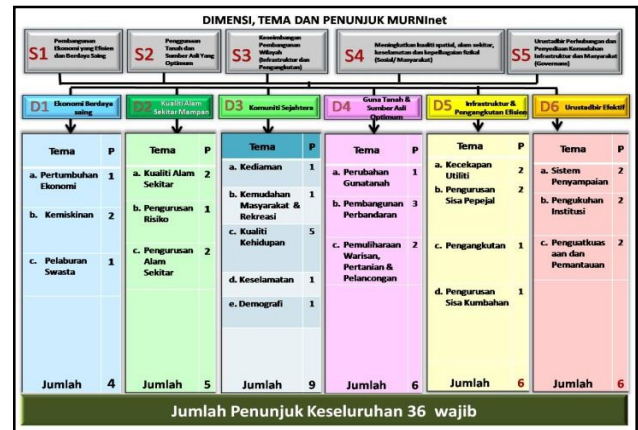 DIMENSI, TEMA DAN PENUNJUK MURNInet
S1
Pembangunan
Ekonomi yang Efisien
dan Berdaya Saing
S2
Penggunaan
Tanah dan
Sumber Asli Yang
Optimum
S3
Keseimbangan
Pembangunan
Wilayah
(Infrastruktur dan
Pengangkutan)
S4
Meningkatkan kualiti spatial, alam sekitar,
keselamatan dan kepelbagaian fizikal
(Sosial/ Masyarakat)
S5
Urustadbir Perhubungan dan
Penyediaan Kemudahan
Infrastruktur dan Masyarakat
(Governans)
D1 Ekonomi Berdaya
saing
D2 Kualiti Alam
Sekitar Mampan
D3 Komuniti Sejahtera
D4 Guna Tanah &
Sumber Asli
Optimum
D5 Infrastruktur &
Pengangkutan Efisien
D6 Urustadbir Efektif
Tema P
a. Pertumbuhan 1
Ekonomi
b. Kemiskinan 2
c. Pelaburan 1
Swasta
Jumlah 4
Tema P
a. Kualiti Alam 2
Sekitar
b. Pengurusan 1
Risiko
c. Pengurusan 2
Alam
Sekitar
Jumlah 5
Tema P
a. Kediaman 1
b. Kemudahan 1
Masyarakat &
Rekreasi
c. Kualiti 5
Kehidupan
d. Keselamatan 1
e. Demografi 1
Jumlah 9
Tema P
a. Perubahan 1
Gunatanah
b. Pembangunan 3
Perbandaran
c. Pemuliharaan 2
Warisan,
Pertanian &
Pelancongan
Jumlah 6
Tema P
a. Kecekapan 2
Utiliti
b. Pengurusan 2
Sisa Pepejal
c. Pengangkutan 1
d. Pengurusan 1
Sisa Kumbahan
Jumlah 6
Tema P
a. Sistem 2
Penyampaian
b. Pengukuhan 2
Institusi
c. Penguatkuas 2
aan dan
Pemantauan
Jumlah 6
Jumlah Penunjuk Keseluruhan 36 wajib